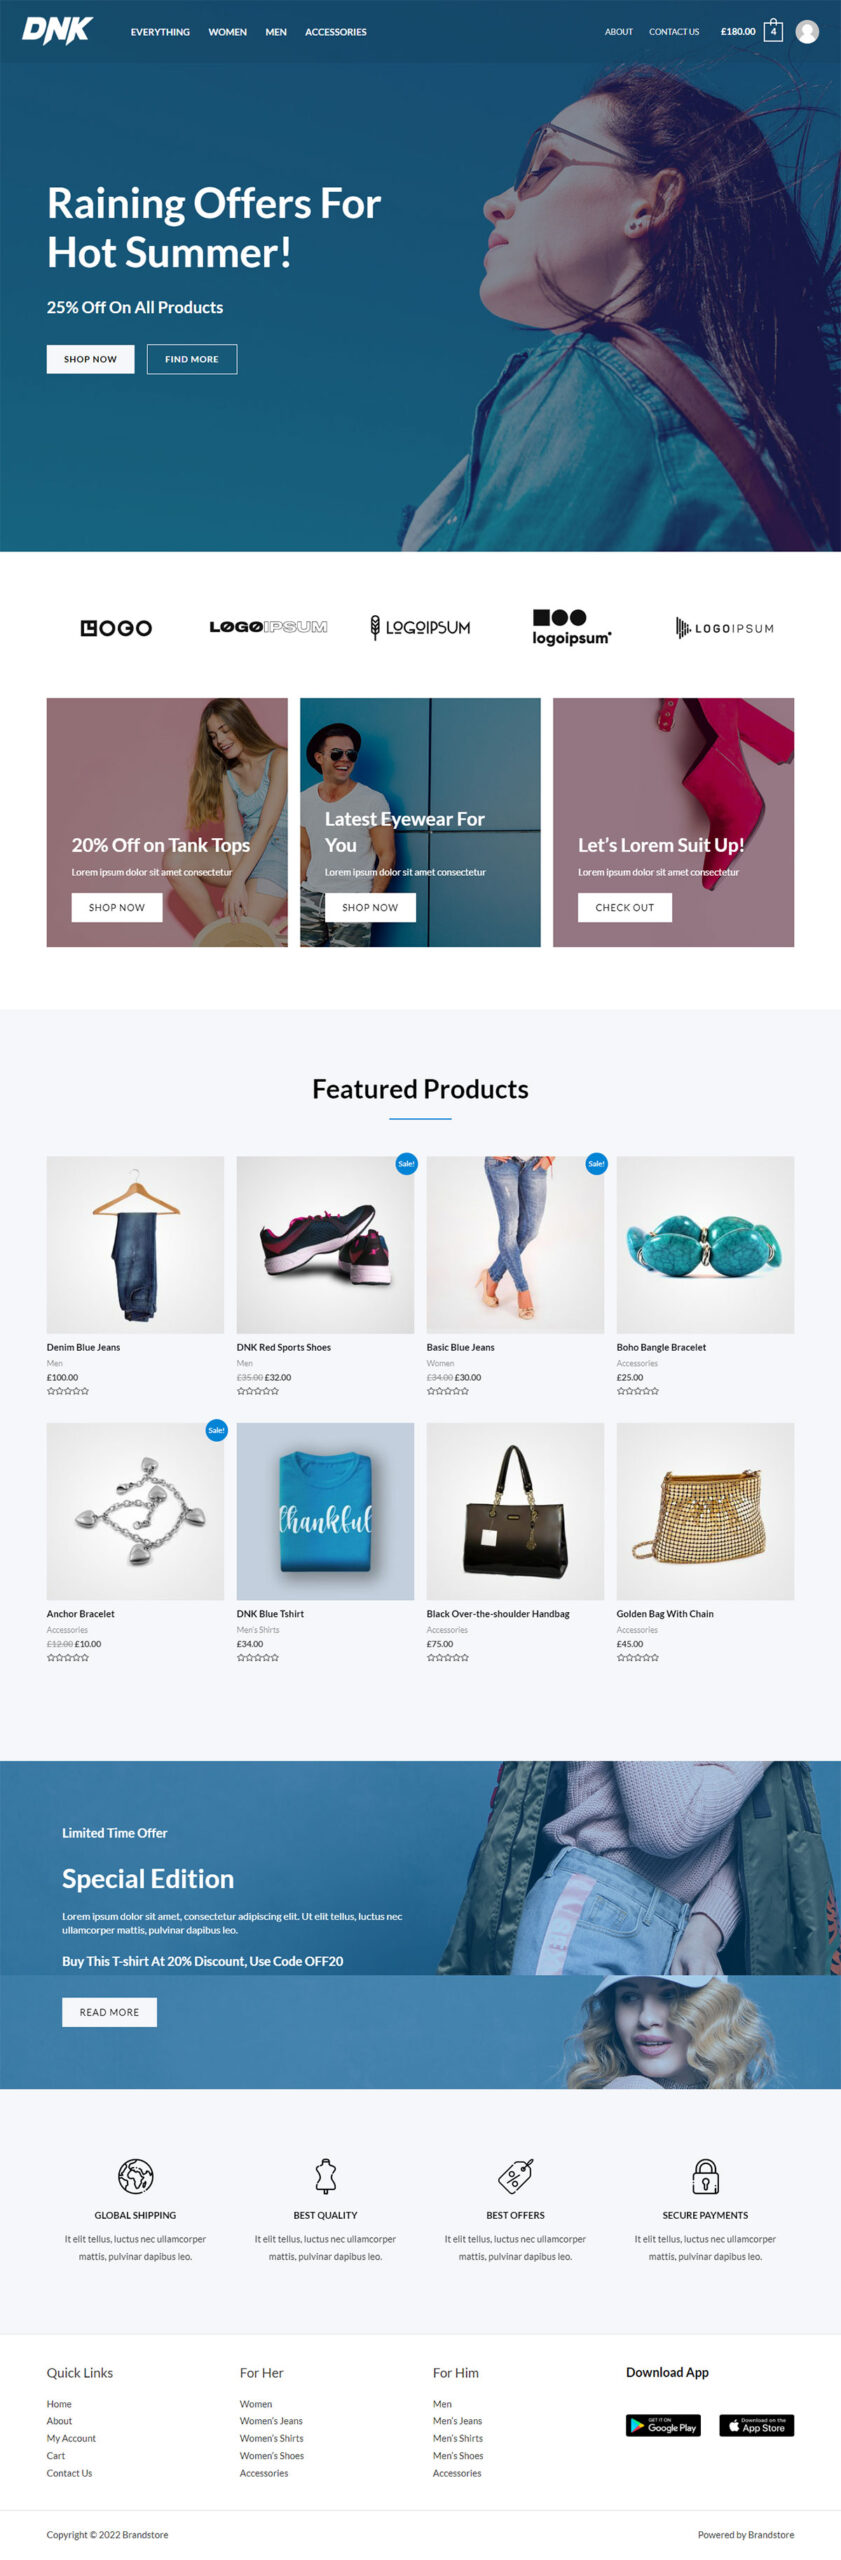 DNK
EVERYTHING WOMEN MEN ACCESSORIES
ABOUT CONTACT US £180.00 4
Raining Offers For
Hot Summer!
25% Off On All Products
SHOP NOW FIND MORE
LOGO LOGOIPSUM LOGOIPSUM logoipsum LOGOIPSUM
20% Off on Tank Tops
Lorem ipsum dolor sit amet consectetur
SHOP NOW
Latest Eyewear For
You
Lorem ipsum dolor sit amet consectetur
SHOP NOW
Let’s Lorem Suit Up!
Lorem ipsum dolor sit amet consectetur
CHECK OUT
Featured Products
Denim Blue Jeans
Men
£100.00
Sale!
DNK Red Sports Shoes
Men
£35.00 £32.00
Sale!
Basic Blue Jeans
Women
£34.00 £30.00
Boho Bangle Bracelet
Accessories
£25.00
Sale!
Anchor Bracelet
Accessories
£12.00 £10.00
thankful
DNK Blue Tshirt
Men’s Shirts
£34.00
Black Over-the-shoulder Handbag
Accessories
£75.00
Golden Bag With Chain
Accessories
£45.00
Limited Time Offer
Special Edition
Lorem ipsum dolor sit amet, consectetur adipiscing elit. Ut elit tellus, luctus nec
ullamcorper mattis, pulvinar dapibus leo.
Buy This T-shirt At 20% Discount, Use Code OFF20
READ MORE
GLOBAL SHIPPING
It elit tellus, luctus nec ullamcorper
mattis, pulvinar dapibus leo.
BEST QUALITY
It elit tellus, luctus nec ullamcorper
mattis, pulvinar dapibus leo.
BEST OFFERS
It elit tellus, luctus nec ullamcorper
mattis, pulvinar dapibus leo.
SECURE PAYMENTS
It elit tellus, luctus nec ullamcorper
mattis, pulvinar dapibus leo.
Quick Links
Home
About
My Account
Cart
Contact Us
For Her
Women
Women’s Jeans
Women’s Shirts
Women’s Shoes
Accessories
For Him
Men
Men’s Jeans
Men’s Shirts
Men’s Shoes
Accessories
Download App
GET IT ON
Google Play
Download on the
App Store
Copyright © 2022 Brandstore
Powered by Brandstore